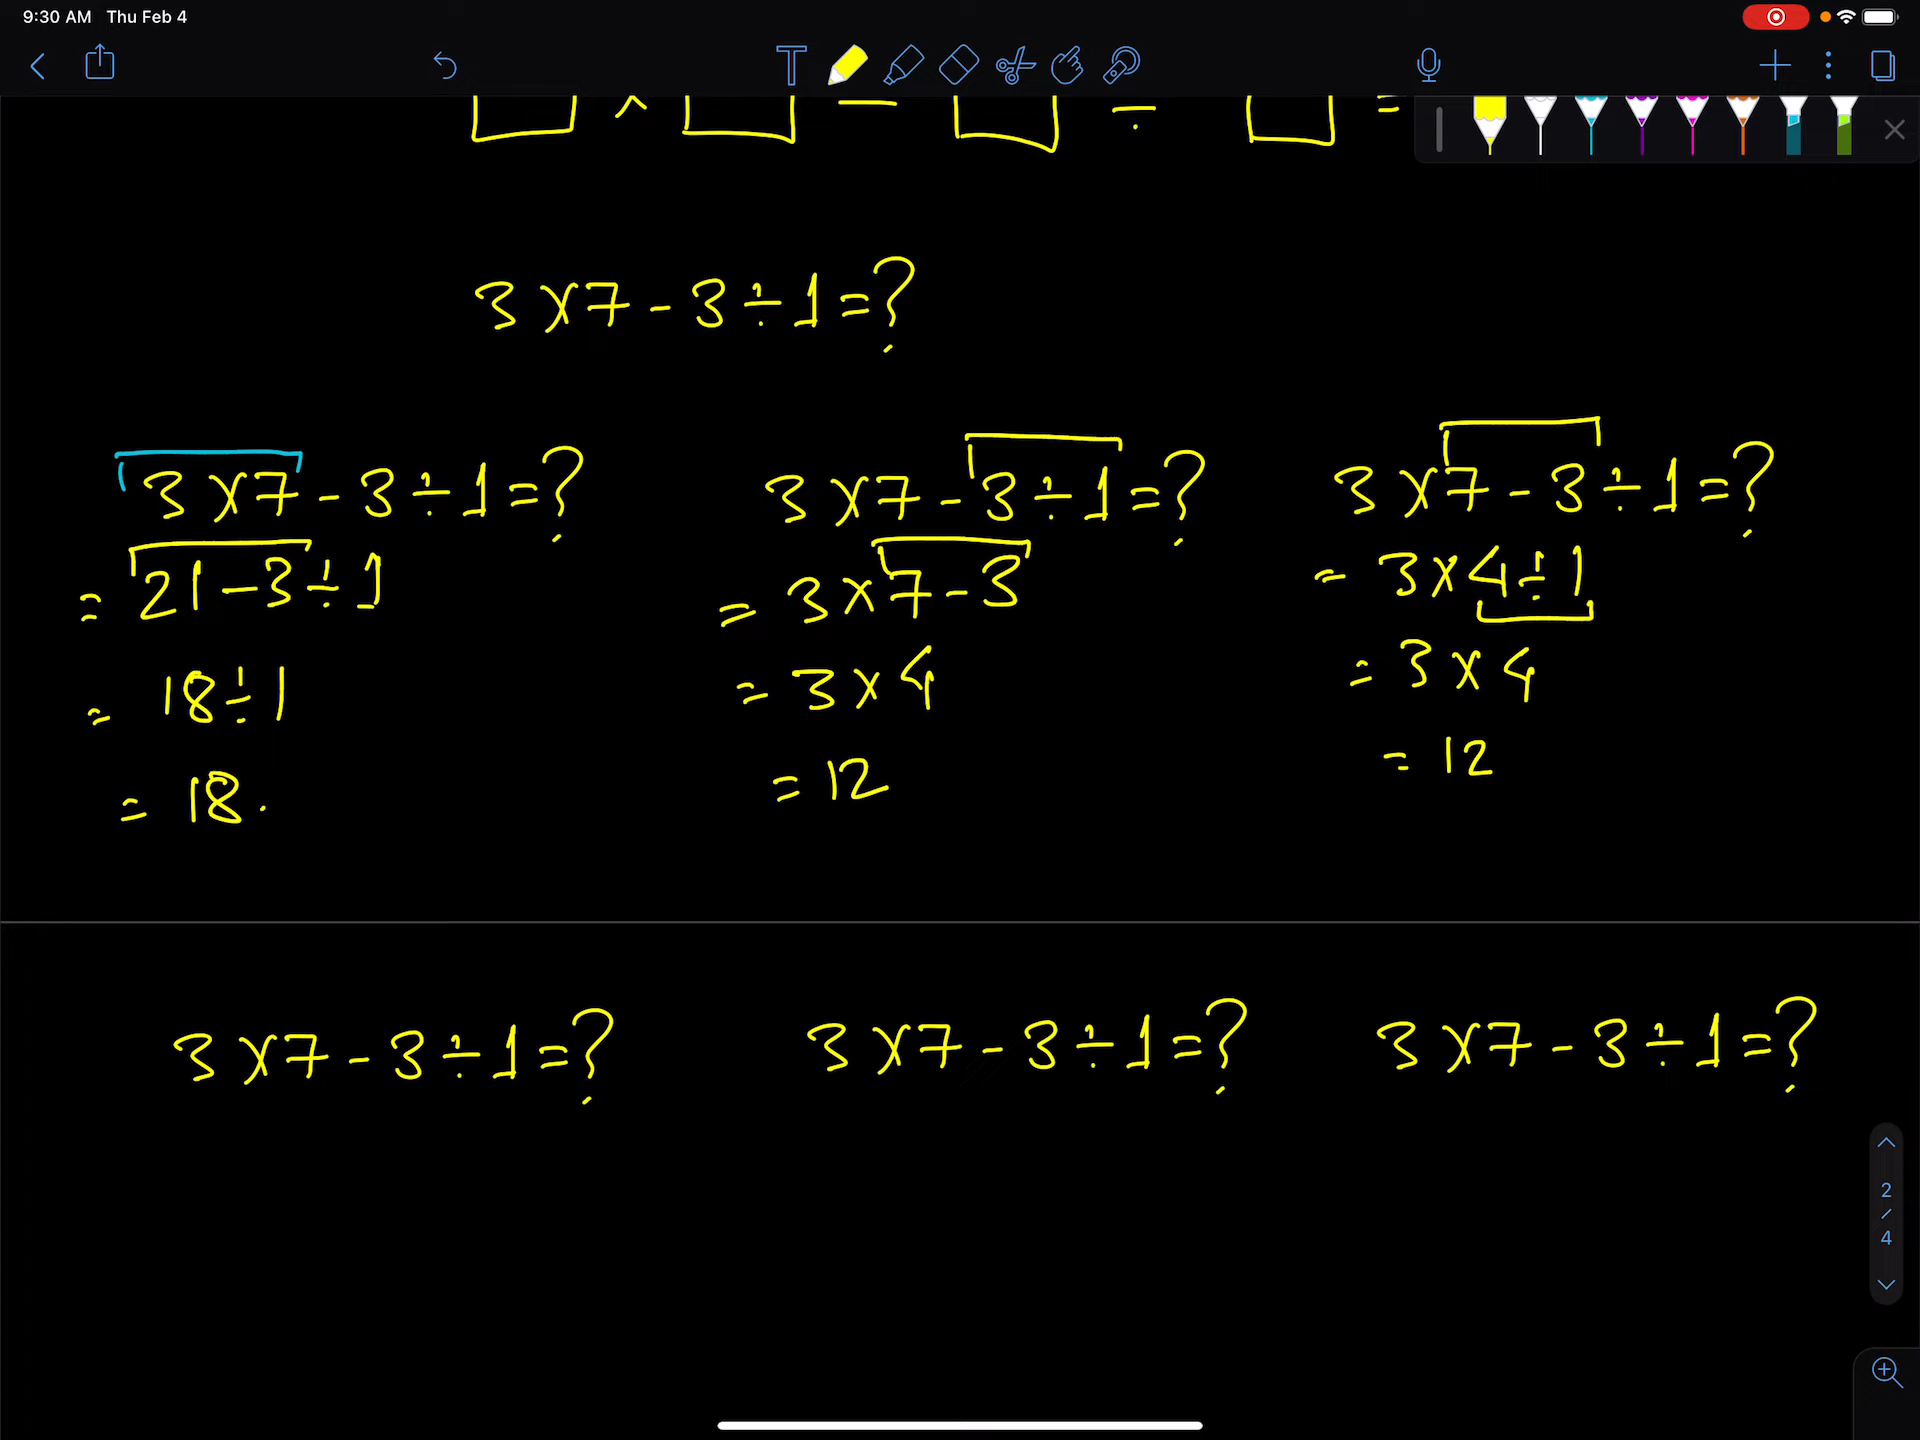 9:30 AM Thu Feb 4
T
× − ÷ =
3 × 7 - 3 ÷ 1 = ?
3 × 7 - 3 ÷ 1 = ?
= 21 - 3 ÷ 1
= 18 ÷ 1
= 18.
3 × 7 - 3 ÷ 1 = ?
= 3 × 7 - 3
= 3 × 4
= 12
3 × 7 - 3 ÷ 1 = ?
= 3 × 4 ÷ 1
= 3 × 4
= 12
3 × 7 - 3 ÷ 1 = ?
3 × 7 - 3 ÷ 1 = ?
3 × 7 - 3 ÷ 1 = ?
2
/
4